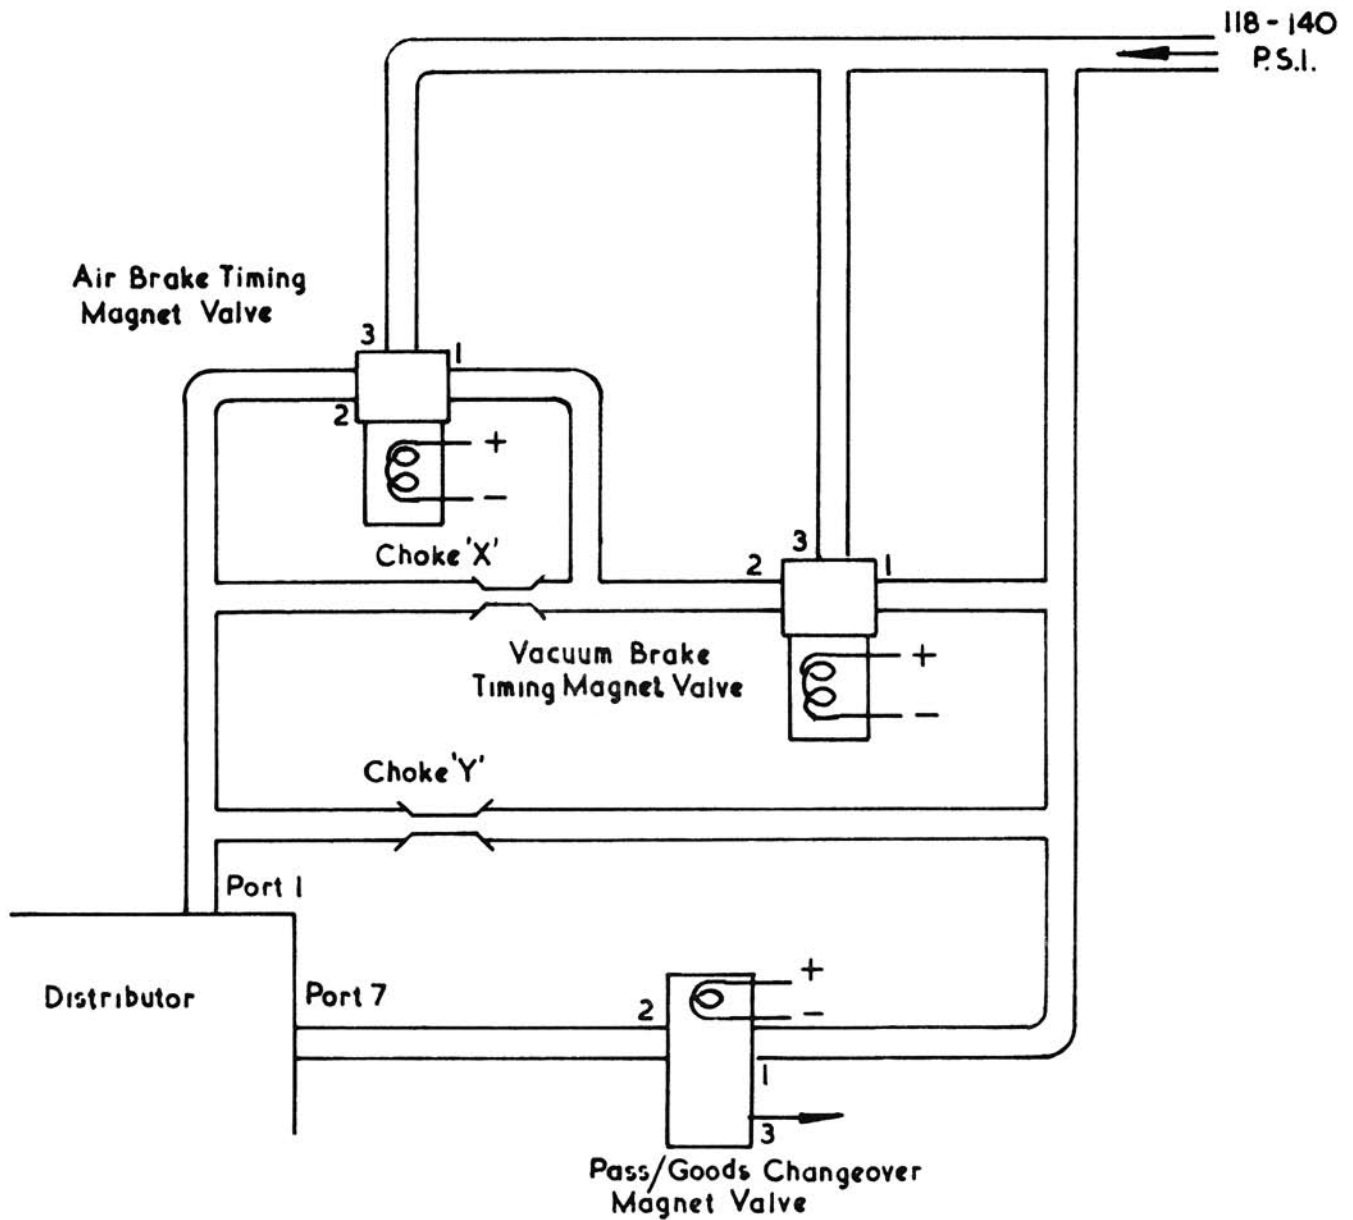 118 - 140
P.S.I.
Air Brake Timing
Magnet Valve
3
1
2
+
−
Choke 'X'
2
3
1
Vacuum Brake
Timing Magnet Valve
+
−
Choke 'Y'
Port 1
Distributor
Port 7
2
+
−
1
3
Pass/Goods Changeover
Magnet Valve